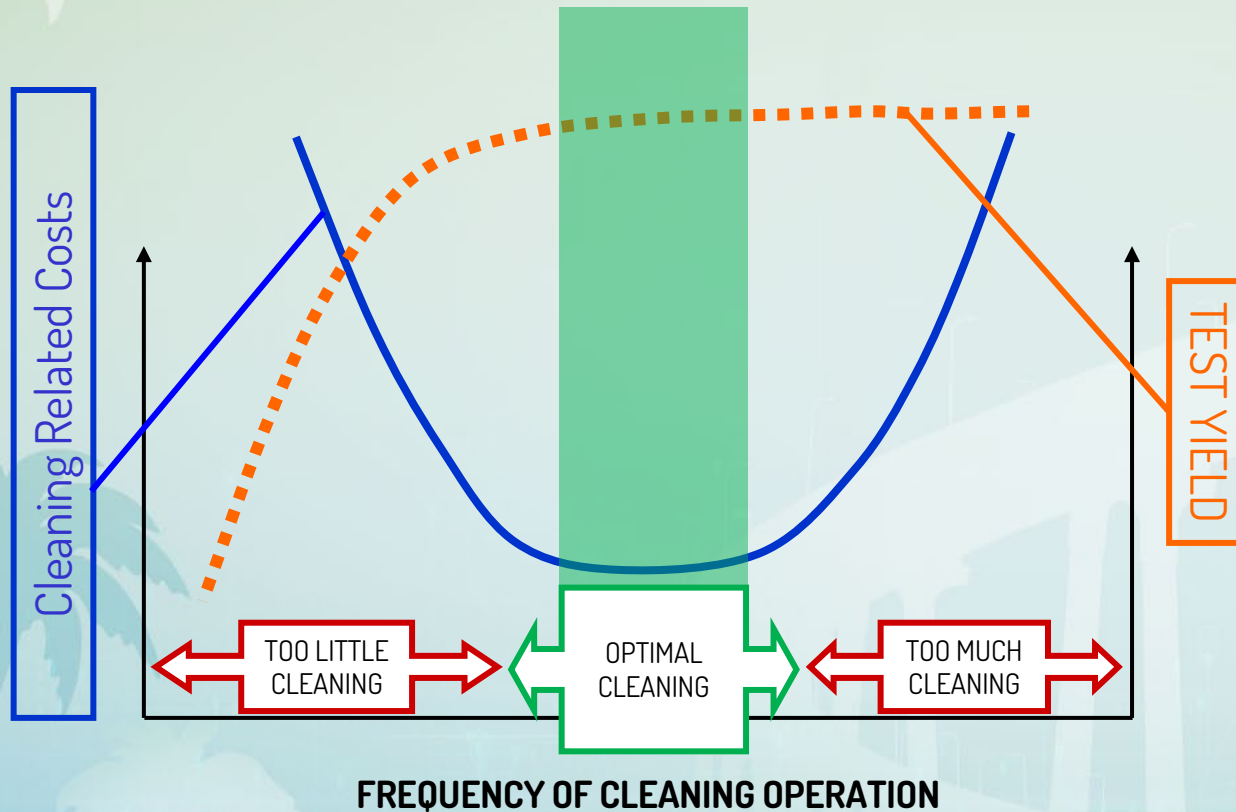 Cleaning Related Costs
TEST YIELD
TOO LITTLE
CLEANING
OPTIMAL
CLEANING
TOO MUCH
CLEANING
FREQUENCY OF CLEANING OPERATION